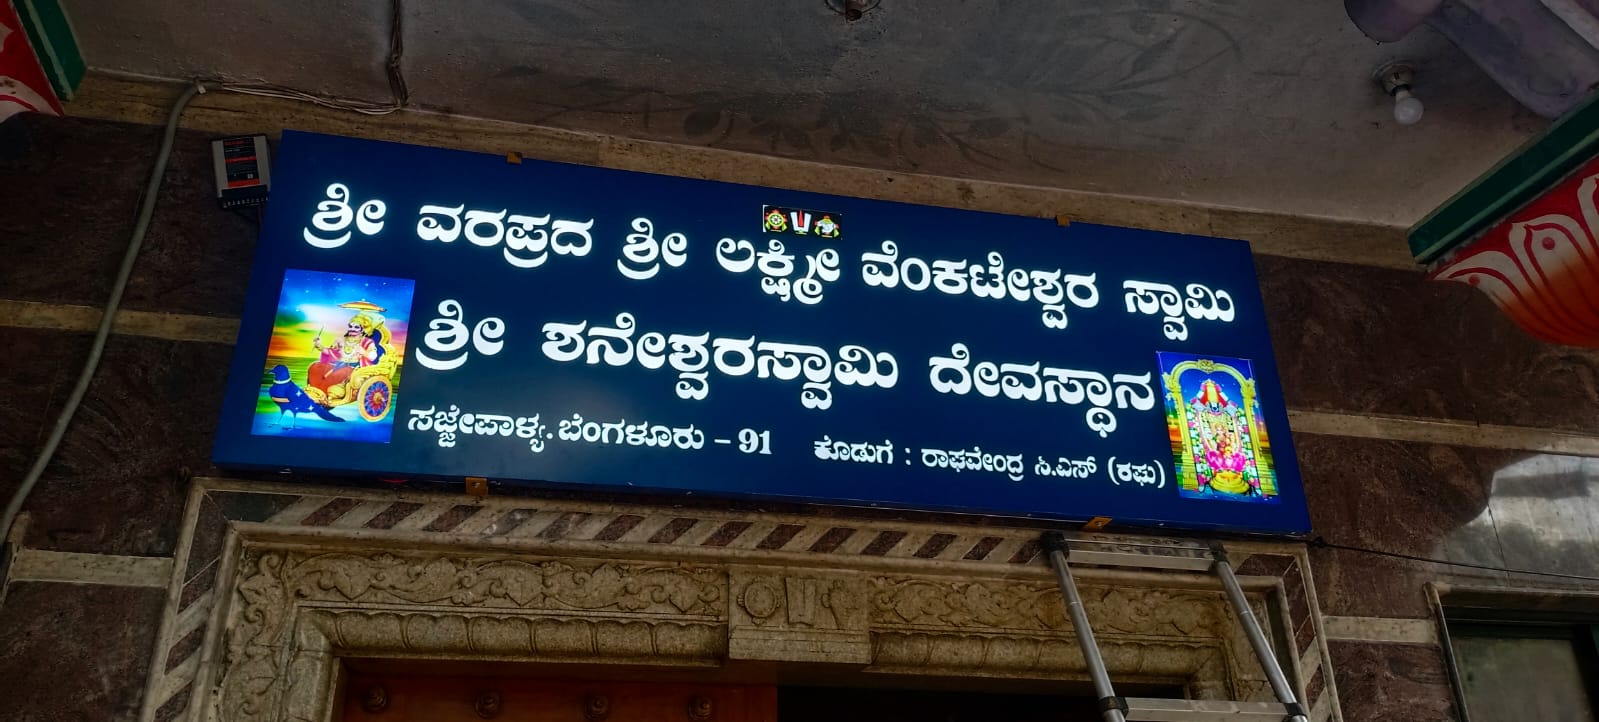 ಶ್ರೀ ವರಪ್ರದ ಶ್ರೀ ಲಕ್ಷ್ಮೀ ವೆಂಕಟೇಶ್ವರ ಸ್ವಾಮಿ
ಶ್ರೀ ಶನೇಶ್ವರಸ್ವಾಮಿ ದೇವಸ್ಥಾನ
ಸಜ್ಜೇಪಾಳ್ಯ. ಬೆಂಗಳೂರು – 91 ಕೊಡುಗೆ : ರಾಘವೇಂದ್ರ ಸಿ.ಎಸ್ (ರಘು)